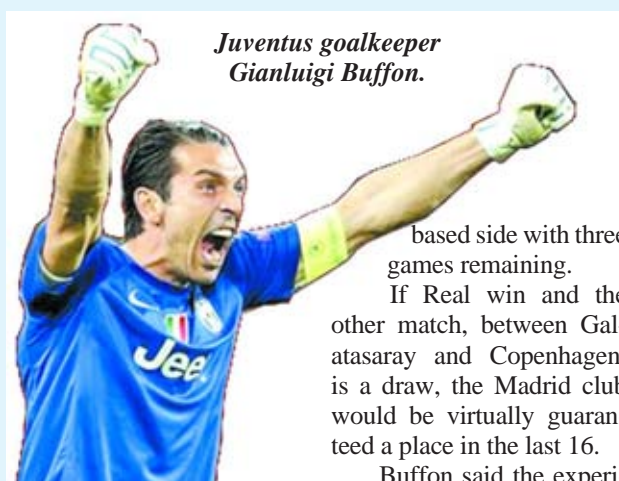 Juventus goalkeeper
Gianluigi Buffon.
based side with three
games remaining.
If Real win and the
other match, between Gal-
atasaray and Copenhagen
is a draw, the Madrid club
would be virtually guaran-
teed a place in the last 16.
Buffon said the experi-
Jeep